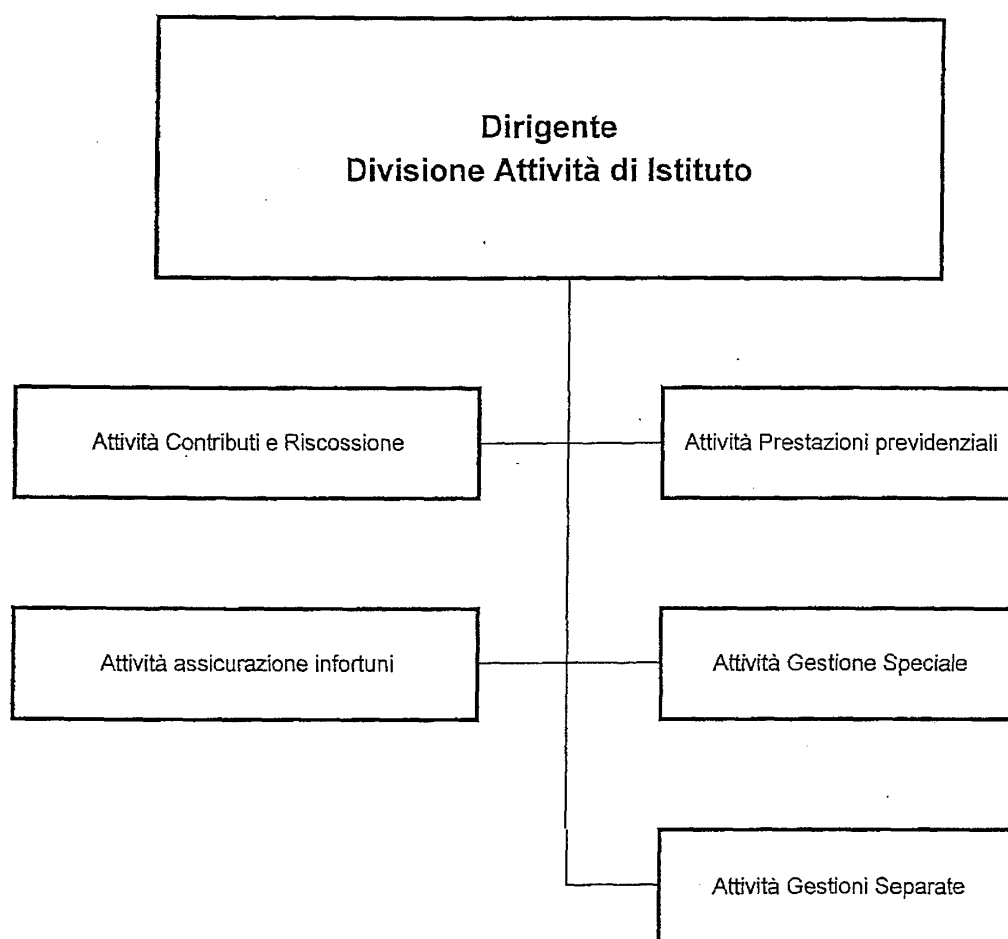 Dirigente
Divisione Attività di Istituto
Attività Contributi e Riscossione
Attività Prestazioni previdenziali
Attività assicurazione infortuni
Attività Gestione Speciale
Attività Gestioni Separate